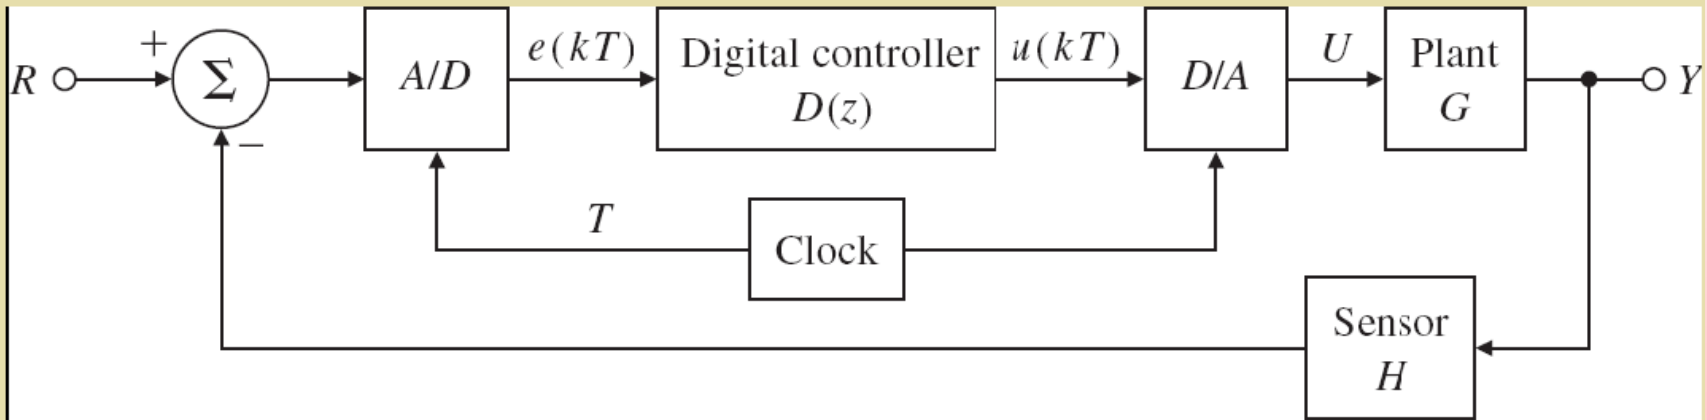 R
+
Σ
−
A/D
e(kT)
Digital controller
D(z)
u(kT)
D/A
U
Plant
G
Y
T
Clock
Sensor
H